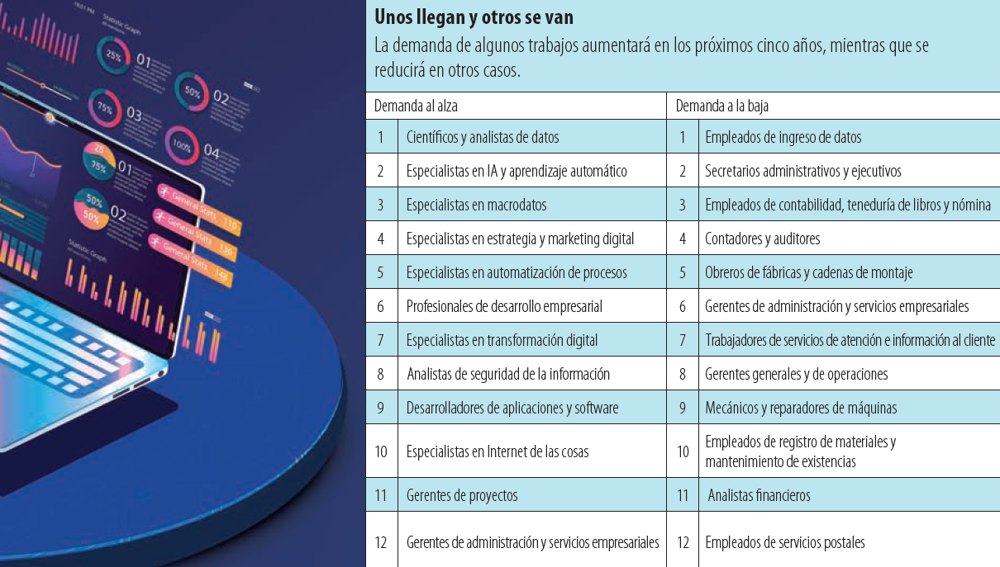 Unos llegan y otros se van
La demanda de algunos trabajos aumentará en los próximos cinco años, mientras que se
reducirá en otros casos.
Demanda al alza
Demanda a la baja
1 Científicos y analistas de datos
1 Empleados de ingreso de datos
2 Especialistas en IA y aprendizaje automático
2 Secretarios administrativos y ejecutivos
3 Especialistas en macrodatos
3 Empleados de contabilidad, teneduría de libros y nómina
4 Especialistas en estrategia y marketing digital
4 Contadores y auditores
5 Especialistas en automatización de procesos
5 Obreros de fábricas y cadenas de montaje
6 Profesionales de desarrollo empresarial
6 Gerentes de administración y servicios empresariales
7 Especialistas en transformación digital
7 Trabajadores de servicios de atención e información al cliente
8 Analistas de seguridad de la información
8 Gerentes generales y de operaciones
9 Desarrolladores de aplicaciones y software
9 Mecánicos y reparadores de máquinas
10 Especialistas en Internet de las cosas
10 Empleados de registro de materiales y
mantenimiento de existencias
11 Gerentes de proyectos
11 Analistas financieros
12 Gerentes de administración y servicios empresariales
12 Empleados de servicios postales
Statistic Graph
25%
01
50%
02
75%
03
100%
04
25
75%
01
50%
50%
02
General Stats 110
General Stats 136
General Stats 148
Statistic Graph